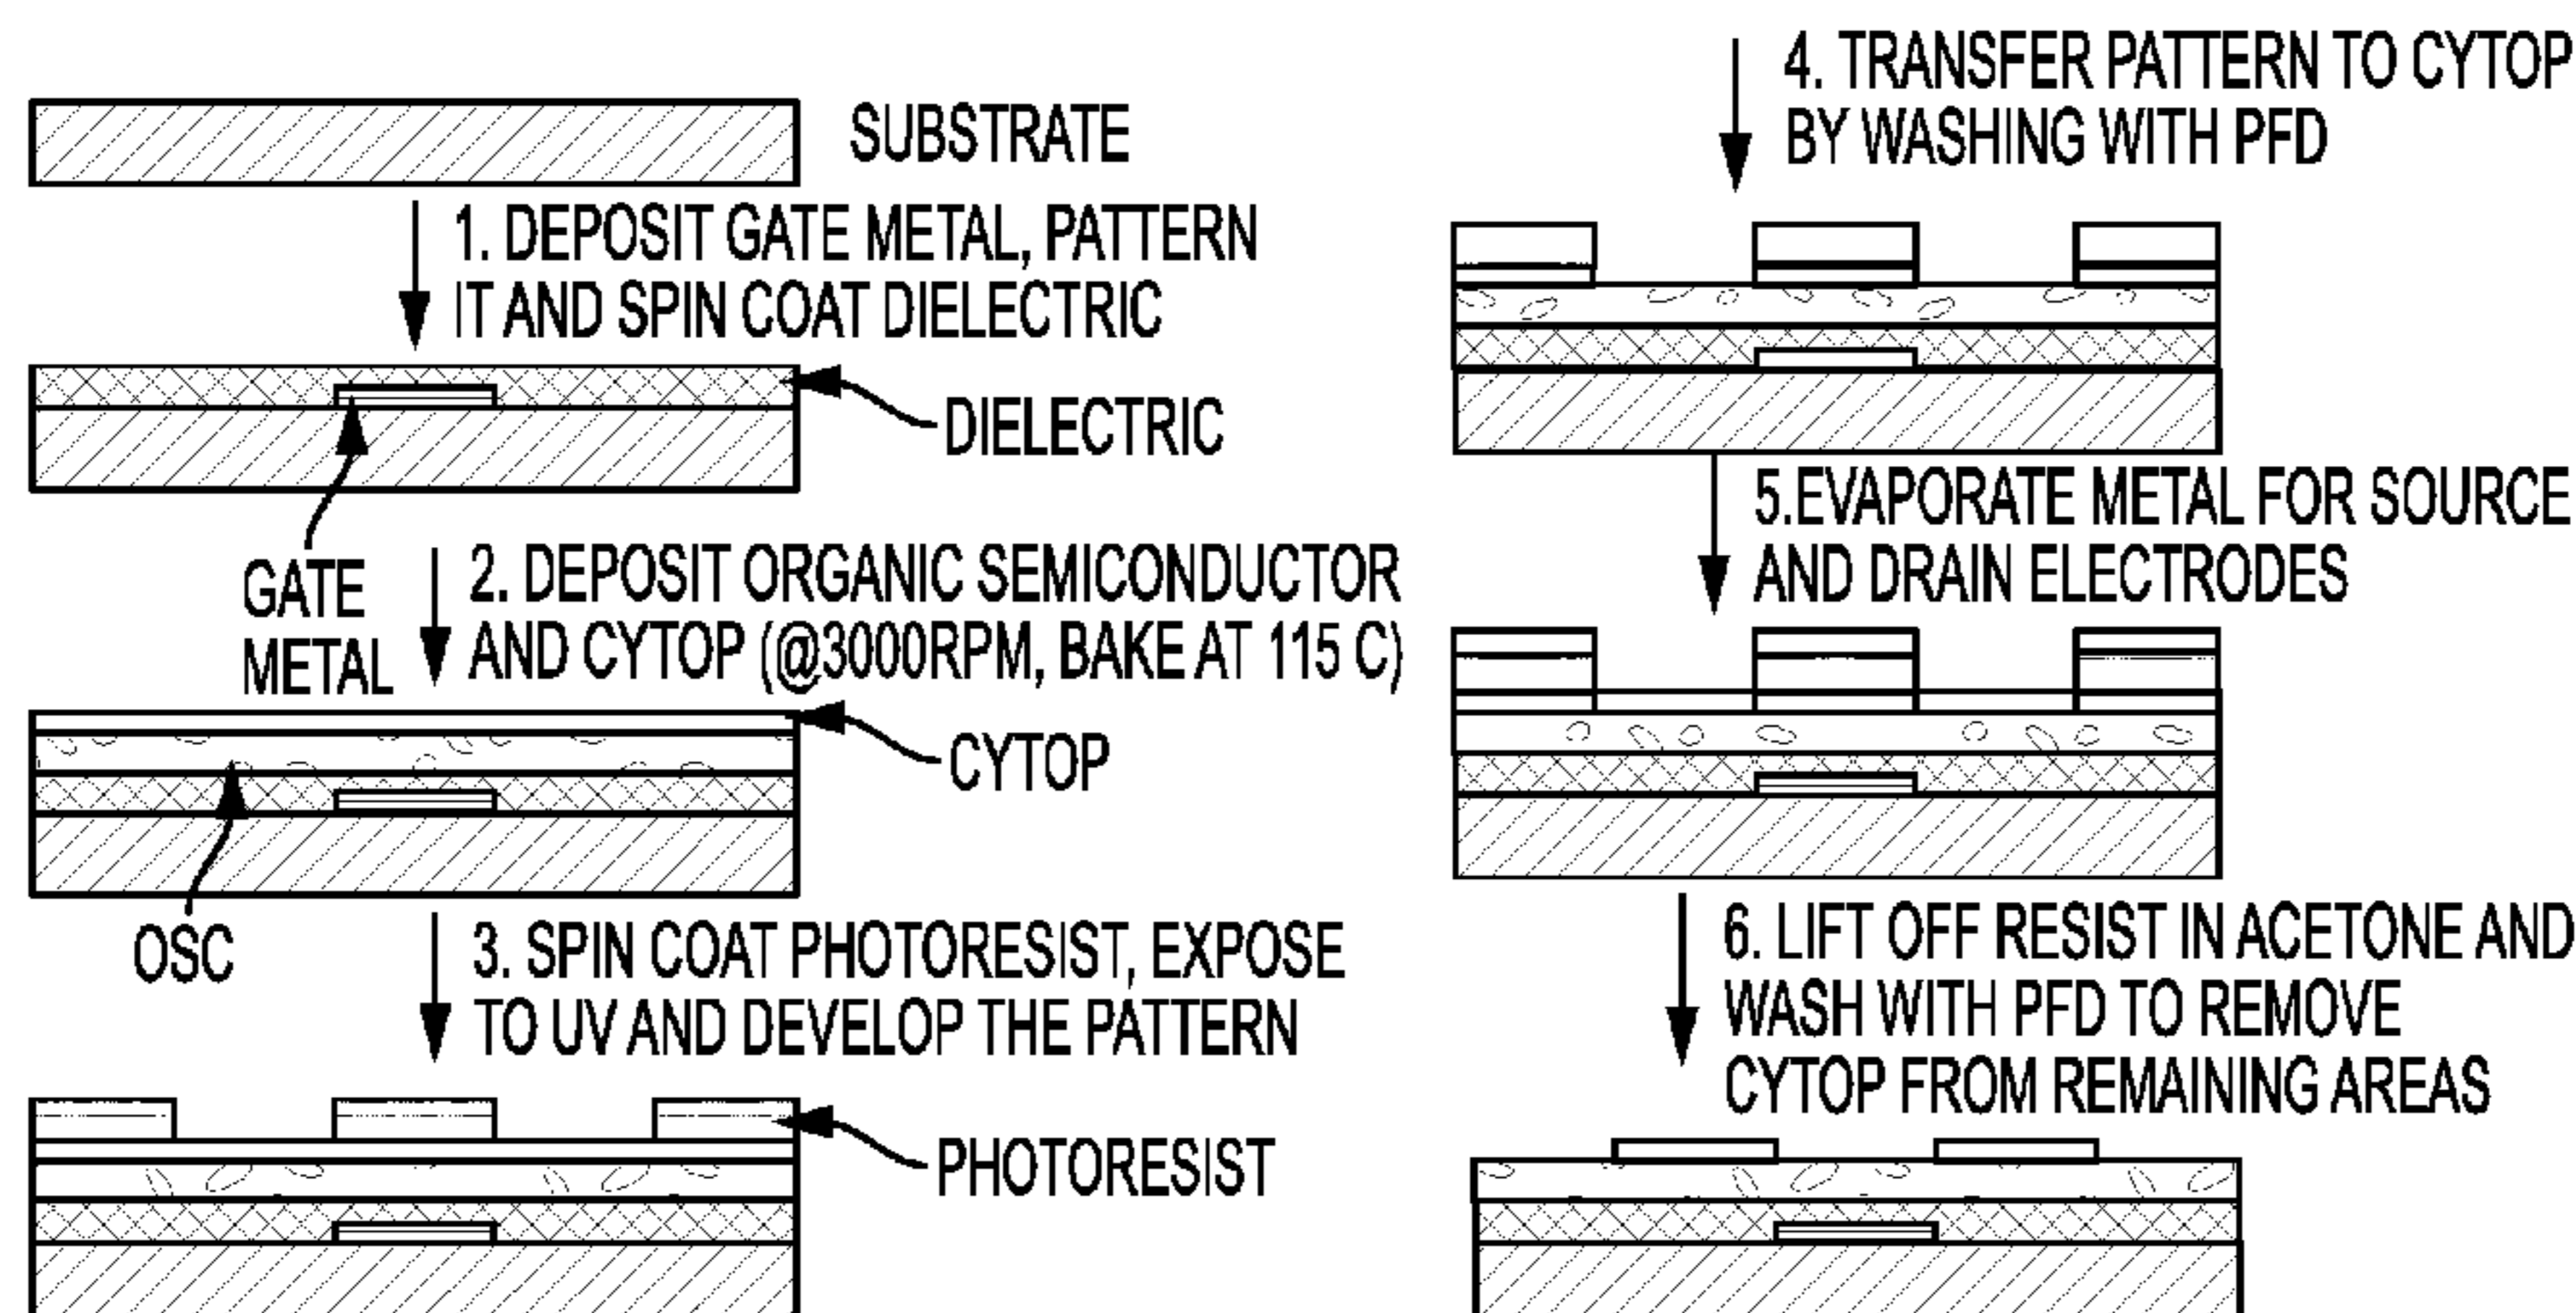 SUBSTRATE
1. DEPOSIT GATE METAL, PATTERN
IT AND SPIN COAT DIELECTRIC
DIELECTRIC
GATE
METAL
2. DEPOSIT ORGANIC SEMICONDUCTOR
AND CYTOP (@3000RPM, BAKE AT 115 C)
CYTOP
OSC
3. SPIN COAT PHOTORESIST, EXPOSE
TO UV AND DEVELOP THE PATTERN
PHOTORESIST
4. TRANSFER PATTERN TO CYTOP
BY WASHING WITH PFD
5.EVAPORATE METAL FOR SOURCE
AND DRAIN ELECTRODES
6. LIFT OFF RESIST IN ACETONE AND
WASH WITH PFD TO REMOVE
CYTOP FROM REMAINING AREAS